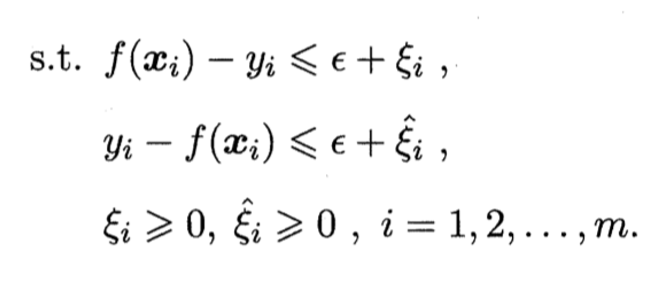 s.t. f(xᵢ) − yᵢ ⩽ ϵ + ξᵢ ,
yᵢ − f(xᵢ) ⩽ ϵ + ξ̂ᵢ ,
ξᵢ ⩾ 0, ξ̂ᵢ ⩾ 0 , i = 1, 2, . . . , m.